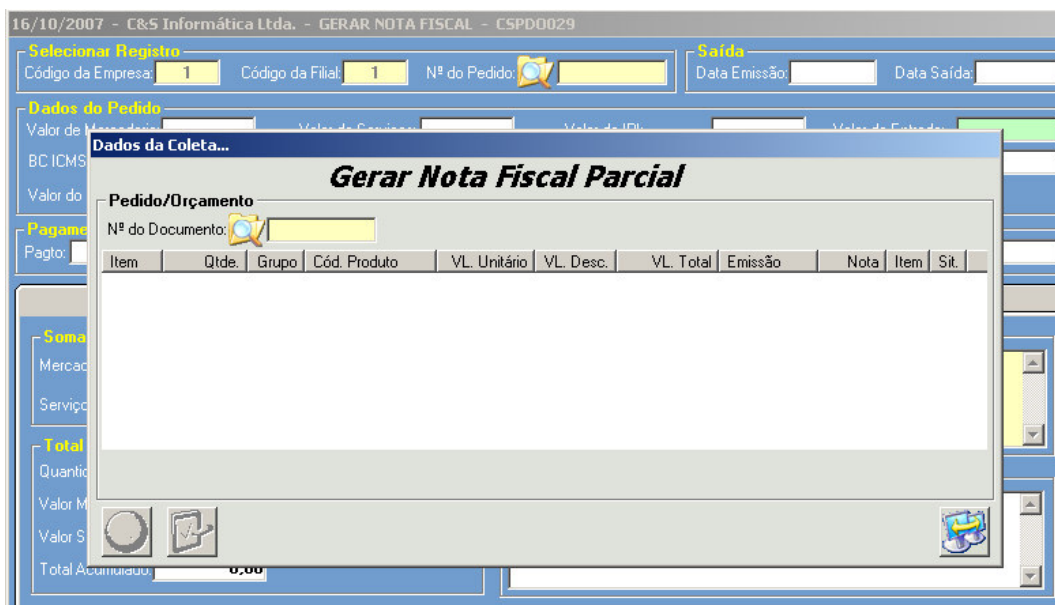 16/10/2007 - C&S Informática Ltda. - GERAR NOTA FISCAL - CSPDO029
Selecionar Registro
Saída
Código da Empresa: 1 Código da Filial: 1 Nº do Pedido: Data Emissão: Data Saída:
Dados do Pedido
Valor de Mercadoria: Valor de Serviços: Valor do IPI: Valor de Entrada:
Dados da Coleta...
BC ICMS
Gerar Nota Fiscal Parcial
Valor do
Pedido/Orçamento
Pagame
Nº do Documento:
Pagto:
Item Qtde. Grupo Cód. Produto VL. Unitário VL. Desc. VL. Total Emissão Nota Item Sit.
Soma
Mercad
Serviço
Total
Quantid
Valor M
Valor S
Total Acumulado: 0,00